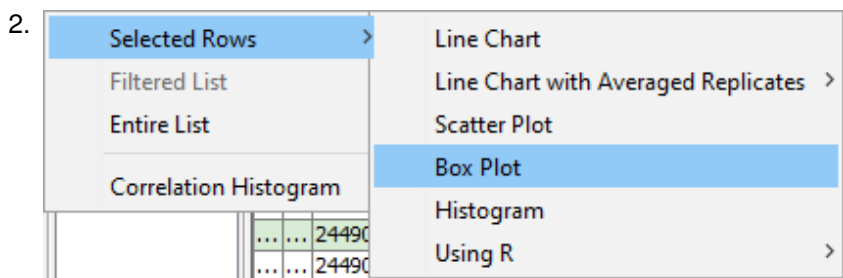 2.
Selected Rows >
Filtered List
Entire List
Correlation Histogram
Line Chart
Line Chart with Averaged Replicates >
Scatter Plot
Box Plot
Histogram
Using R >
... ... 24490
... ... 24490